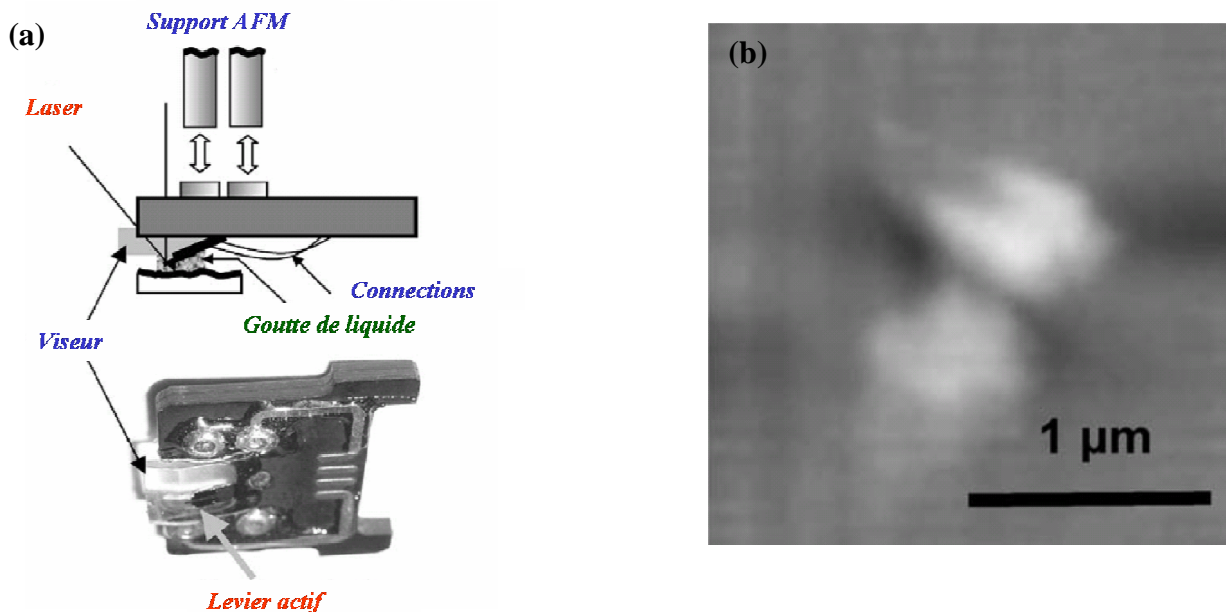 (a)
Support AFM
Laser
Connections
Goutte de liquide
Viseur
Levier actif
(b)
1 µm